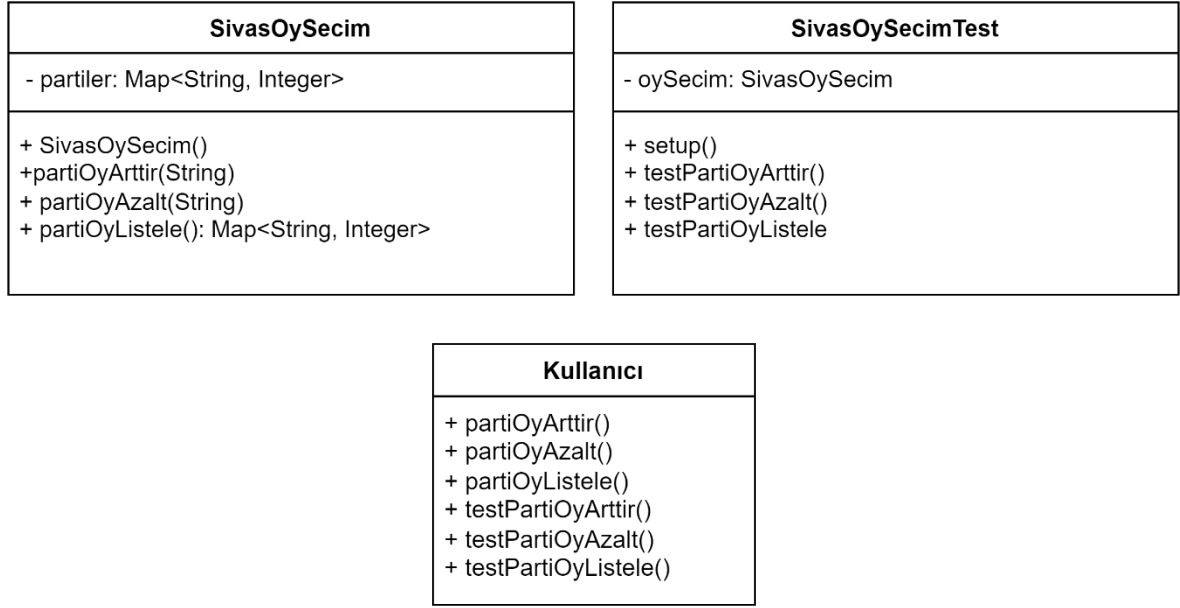 SivasOySecim
- partiler: Map<String, Integer>
+ SivasOySecim()
+partiOyArttir(String)
+ partiOyAzalt(String)
+ partiOyListele(): Map<String, Integer>
SivasOySecimTest
- oySecim: SivasOySecim
+ setup()
+ testPartiOyArttir()
+ testPartiOyAzalt()
+ testPartiOyListele
Kullanıcı
+ partiOyArttir()
+ partiOyAzalt()
+ partiOyListele()
+ testPartiOyArttir()
+ testPartiOyAzalt()
+ testPartiOyListele()